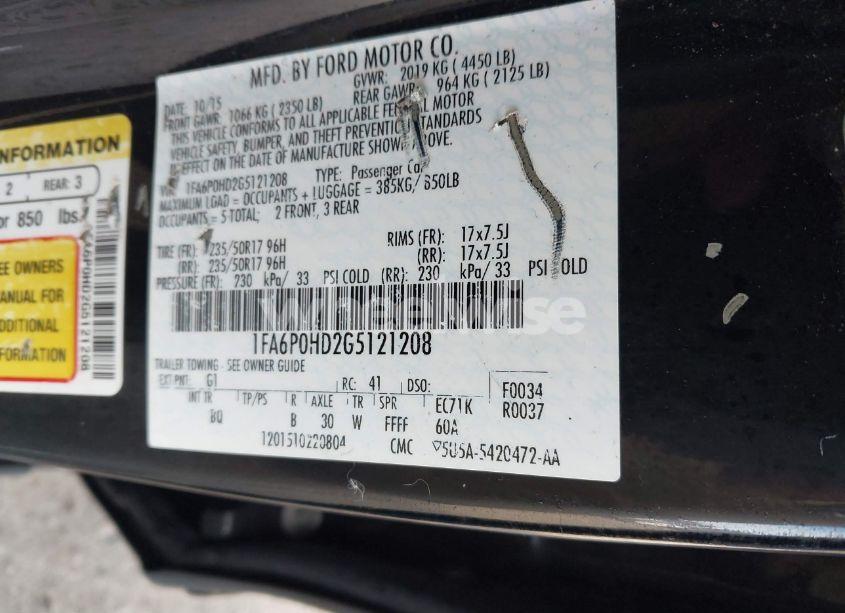 MFD. BY FORD MOTOR CO.
DATE: 10/15 GVWR: 2019 KG ( 4450 LB)
FRONT GAWR: 1066 KG ( 2350 LB) REAR GAWR: 964 KG ( 2125 LB)
THIS VEHICLE CONFORMS TO ALL APPLICABLE MOTOR
VEHICLE SAFETY, BUMPER, AND THEFT PREVENTION STANDARDS
IN EFFECT ON THE DATE OF MANUFACTURE SHOWN ABOVE.
1FA6P0HD2G5121208 TYPE: Passenger Car
MAXIMUM LOAD = OCCUPANTS + LUGGAGE = 385KG/ 850LB
OCCUPANTS = 5 TOTAL; 2 FRONT, 3 REAR
TIRE (FR): 235/50R17 96H RIMS (FR): 17x7.5J
(RR): 235/50R17 96H (RR): 17x7.5J
PRESSURE (FR): 230 kPa/ 33 PSI COLD (RR): 230 kPa/ 33 PSI COLD
1FA6P0HD2G5121208
TRAILER TOWING - SEE OWNER GUIDE
EXT PNT: G1 RC: 41 DSO: F0034
INT TR TP/PS R AXLE TR SPR EC71K R0037
BQ B 30 W FFFF 60A
1201510220804 CMC ▽5U5A-5420472-AA
INFORMATION
2 REAR: 3
or 850 lbs.
OWNERS
MANUAL FOR
1FA6P0HD2G5121208